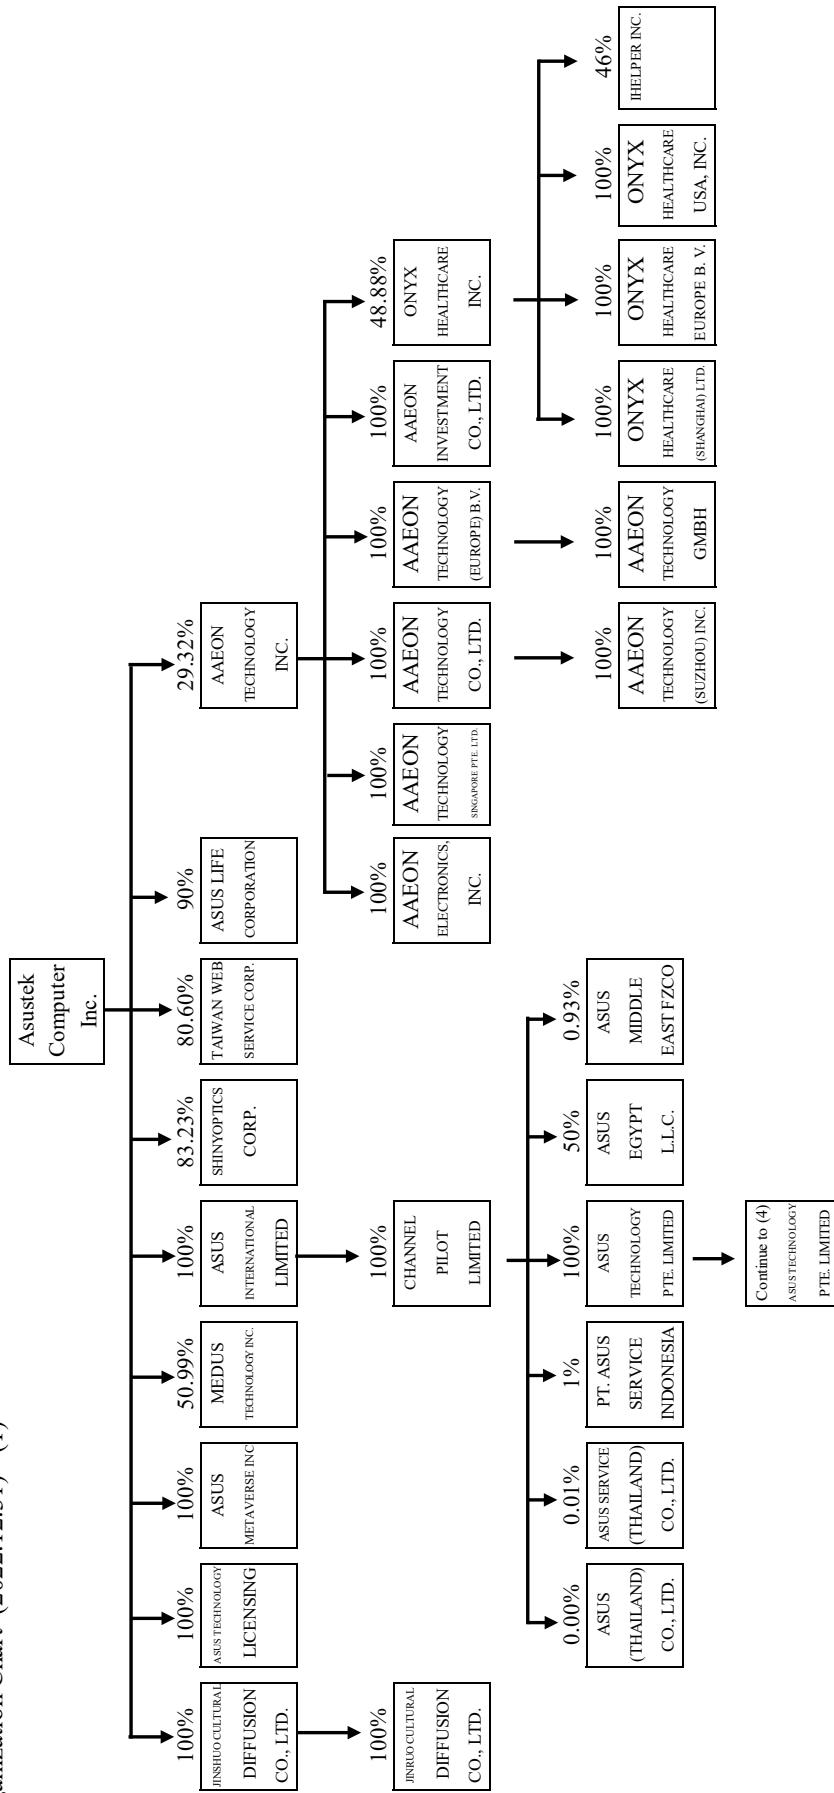 ganization Chart (2022.12.31) - (1)
Asustek
Computer
Inc.
100%
JINSHUO CULTURAL
DIFFUSION
CO., LTD.
100%
ASUS TECHNOLOGY
LICENSING
100%
ASUS
METAVERSE INC
50.99%
MEDUS
TECHNOLOGY INC.
100%
ASUS
INTERNATIONAL
LIMITED
83.23%
SHINYOPTICS
CORP.
80.60%
TAIWAN WEB
SERVICE CORP.
90%
ASUS LIFE
CORPORATION
29.32%
AAEON
TECHNOLOGY
INC.
100%
JINRUO CULTURAL
DIFFUSION
CO., LTD.
100%
CHANNEL
PILOT
LIMITED
100%
AAEON
ELECTRONICS,
INC.
100%
AAEON
TECHNOLOGY
SINGAPORE PTE. LTD.
100%
AAEON
TECHNOLOGY
CO., LTD.
100%
AAEON
TECHNOLOGY
(EUROPE) B.V.
100%
AAEON
INVESTMENT
CO., LTD.
48.88%
ONYX
HEALTHCARE
INC.
0.00%
ASUS
(THAILAND)
CO., LTD.
0.01%
ASUS SERVICE
(THAILAND)
CO., LTD.
1%
PT. ASUS
SERVICE
INDONESIA
100%
ASUS
TECHNOLOGY
PTE. LIMITED
50%
ASUS
EGYPT
L.L.C.
0.93%
ASUS
MIDDLE
EAST FZCO
100%
AAEON
TECHNOLOGY
(SUZHOU) INC.
100%
AAEON
TECHNOLOGY
GMBH
100%
ONYX
HEALTHCARE
(SHANGHAI) LTD.
100%
ONYX
HEALTHCARE
EUROPE B. V.
100%
ONYX
HEALTHCARE
USA, INC.
46%
IHELPER INC.
Continue to (4)
ASUS TECHNOLOGY
PTE. LIMITED